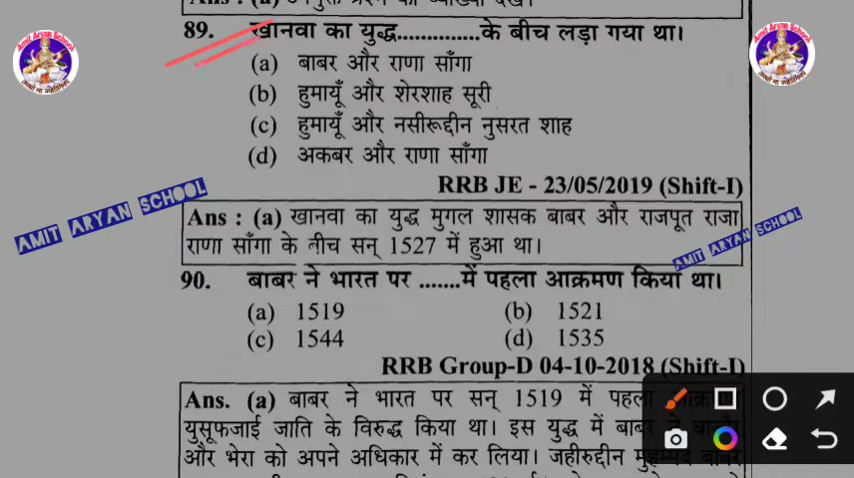 89. खानवा का युद्ध..............के बीच लड़ा गया था।
(a) बाबर और राणा साँगा
(b) हुमायूँ और शेरशाह सूरी
(c) हुमायूँ और नसीरूद्दीन नुसरत शाह
(d) अकबर और राणा साँगा
RRB JE - 23/05/2019 (Shift-I)
Ans : (a) खानवा का युद्ध मुगल शासक बाबर और राजपूत राजा
राणा साँगा के तीच सन् 1527 में हुआ था।
AMIT ARYAN SCHOOL
AMIT ARYAN SCHOOL
90. बाबर ने भारत पर .......में पहला आक्रमण किया था।
(a) 1519 (b) 1521
(c) 1544 (d) 1535
RRB Group-D 04-10-2018 (Shift-I)
Ans. (a) बाबर ने भारत पर सन् 1519 में पहला
युसूफजाई जाति के विरुद्ध किया था। इस युद्ध में बाबर ने
और भेरा को अपने अधिकार में कर लिया। जहीरुद्दीन मुहम्मद बाबर